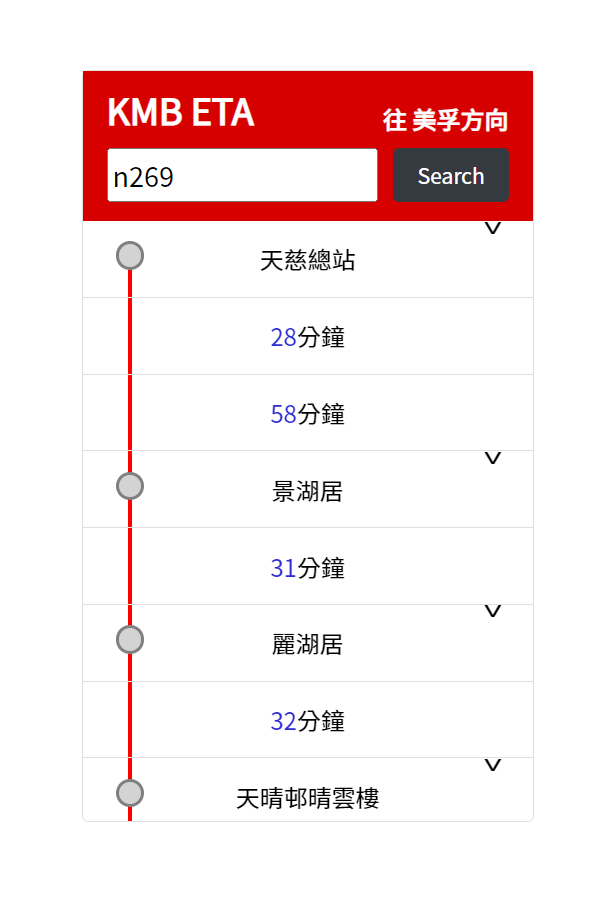 KMB ETA
往 美孚方向
n269
Search
天慈總站
28分鐘
58分鐘
景湖居
31分鐘
麗湖居
32分鐘
天晴邨晴雲樓